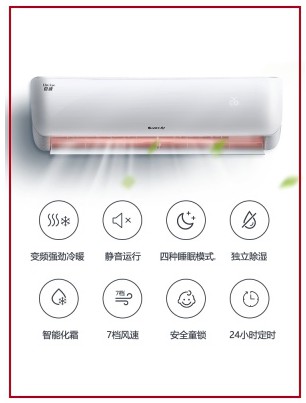 变频强劲冷暖
静音运行
四种睡眠模式.
独立除湿
7档
智能化霜
7档风速
安全童锁
24小时定时